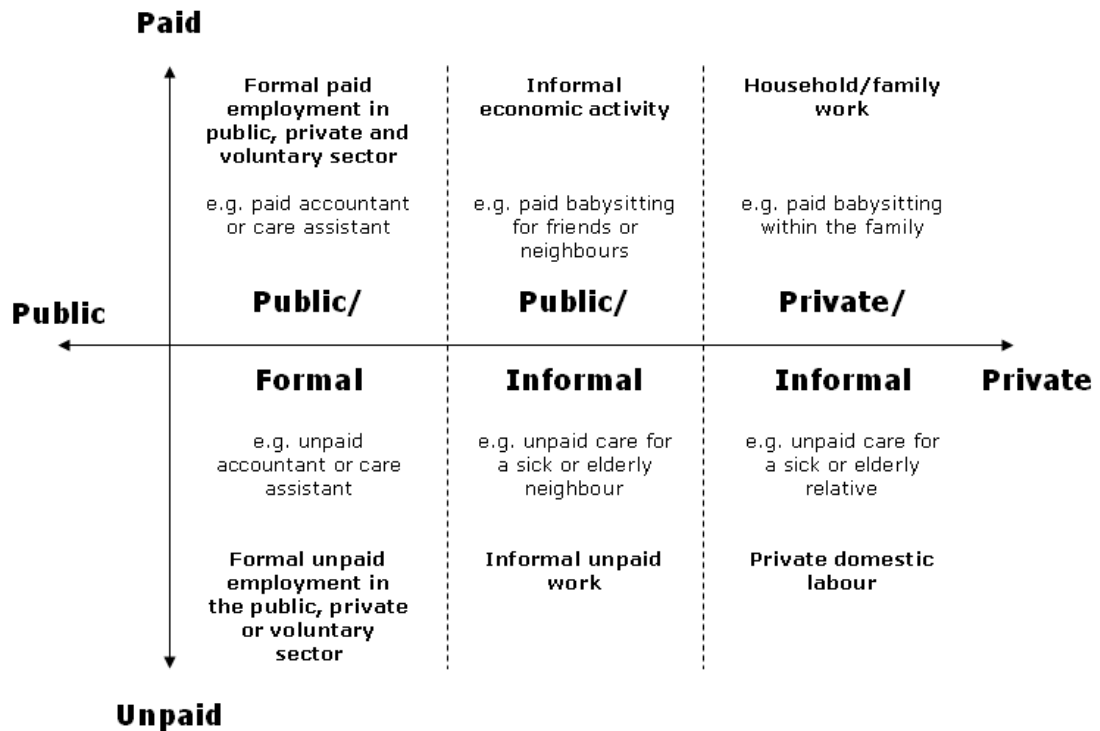 Paid
Formal paid
employment in
public, private and
voluntary sector
e.g. paid accountant
or care assistant
Informal
economic activity
e.g. paid babysitting
for friends or
neighbours
Household/family
work
e.g. paid babysitting
within the family
Public
Public/
Public/
Private/
Formal
Informal
Informal
Private
e.g. unpaid
accountant or care
assistant
Formal unpaid
employment in
the public, private
or voluntary
sector
e.g. unpaid care for
a sick or elderly
neighbour
Informal unpaid
work
e.g. unpaid care for
a sick or elderly
relative
Private domestic
labour
Unpaid